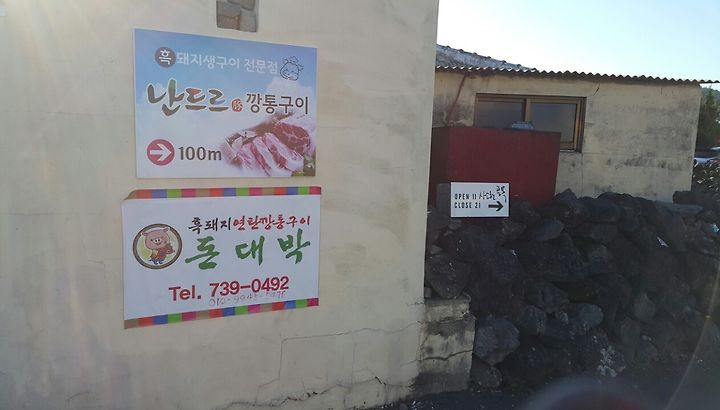 흑돼지생구이 전문점
난드르 깡통구이
100m
흑돼지연탄깡통구이
돈대박
Tel. 739-0492
OPEN 11
CLOSE 21